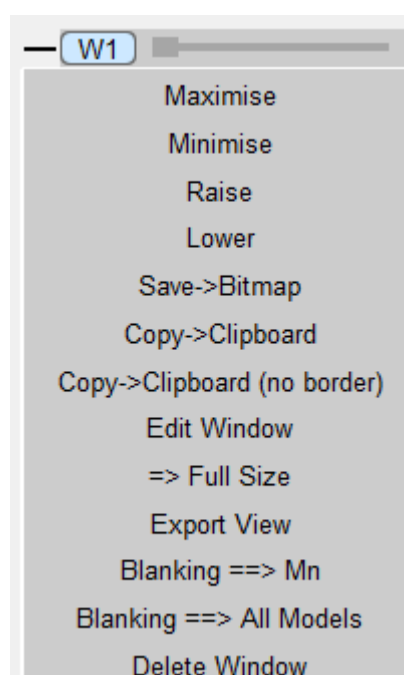 W1
Maximise
Minimise
Raise
Lower
Save->Bitmap
Copy->Clipboard
Copy->Clipboard (no border)
Edit Window
=> Full Size
Export View
Blanking ==> Mn
Blanking ==> All Models
Delete Window